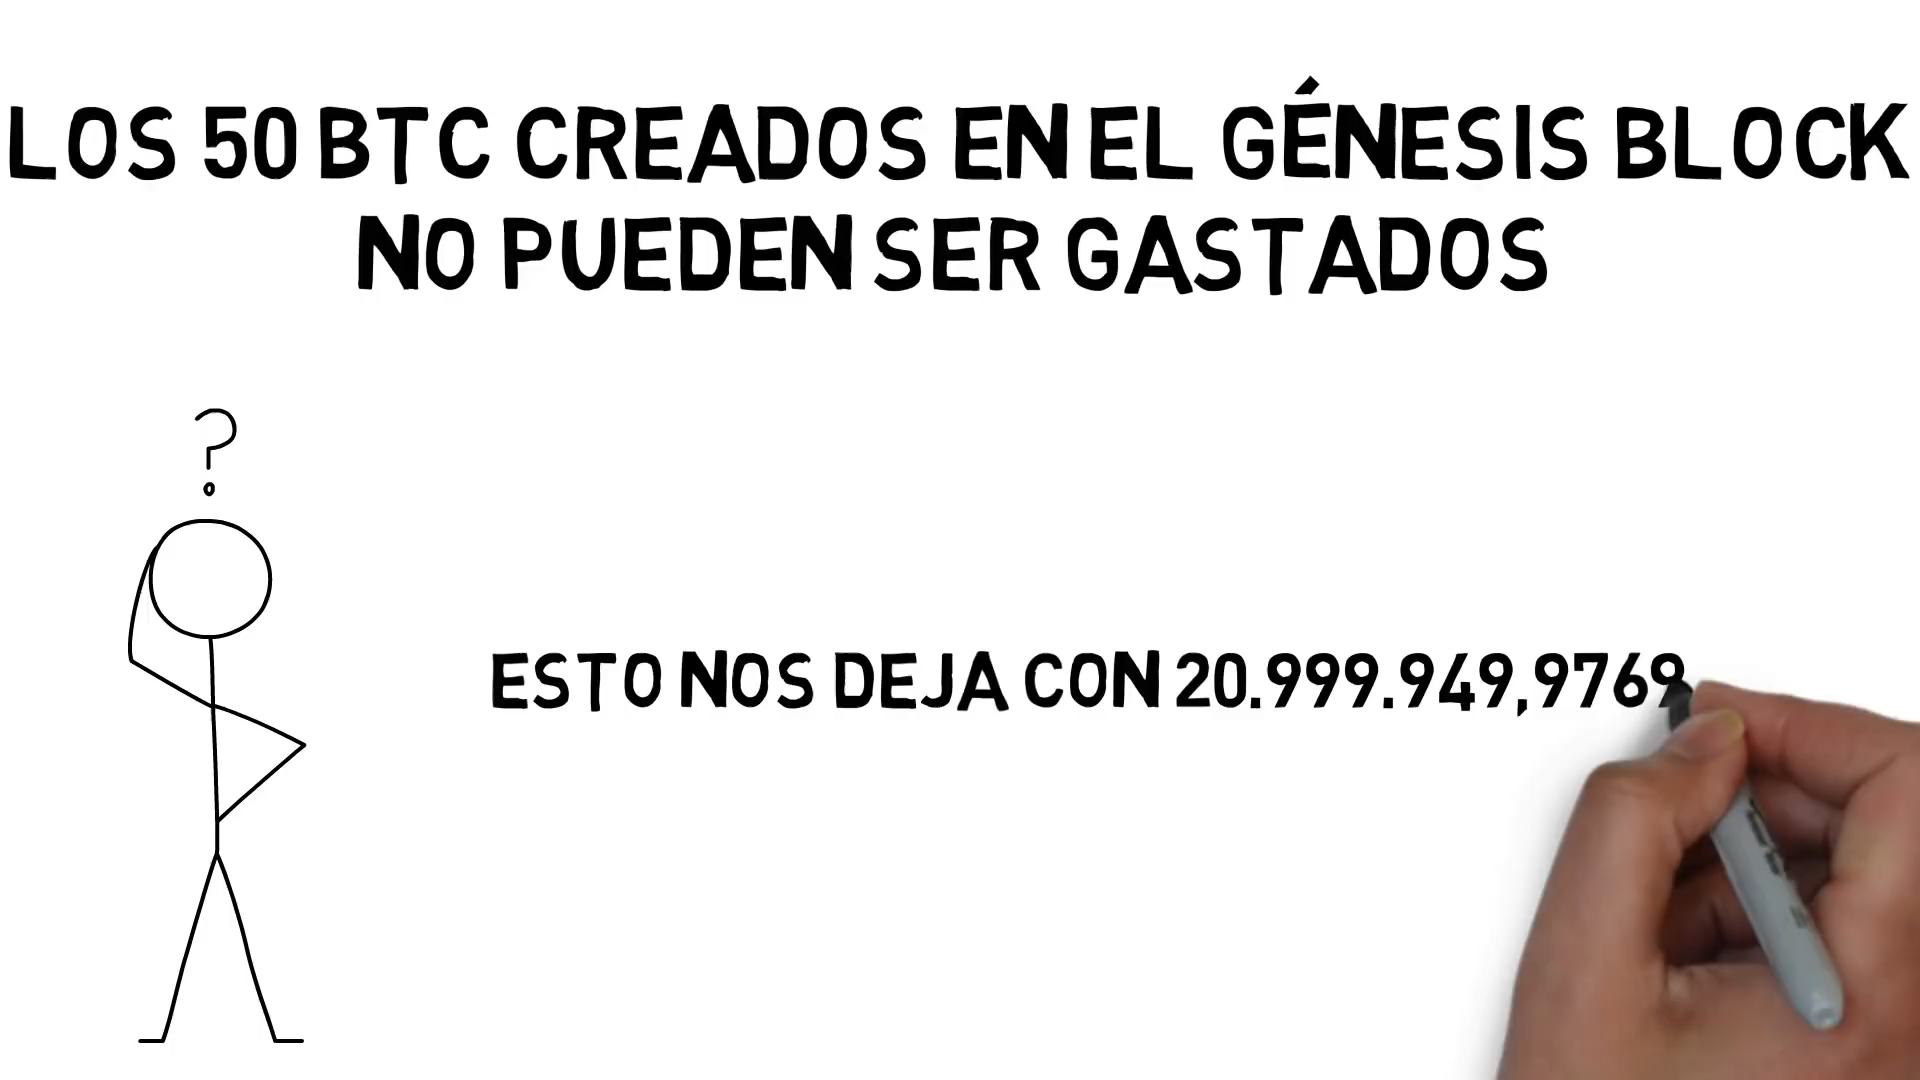 LOS 50 BTC CREADOS EN EL GÉNESIS BLOCK
NO PUEDEN SER GASTADOS
?
ESTO NOS DEJA CON 20.999.949,9769